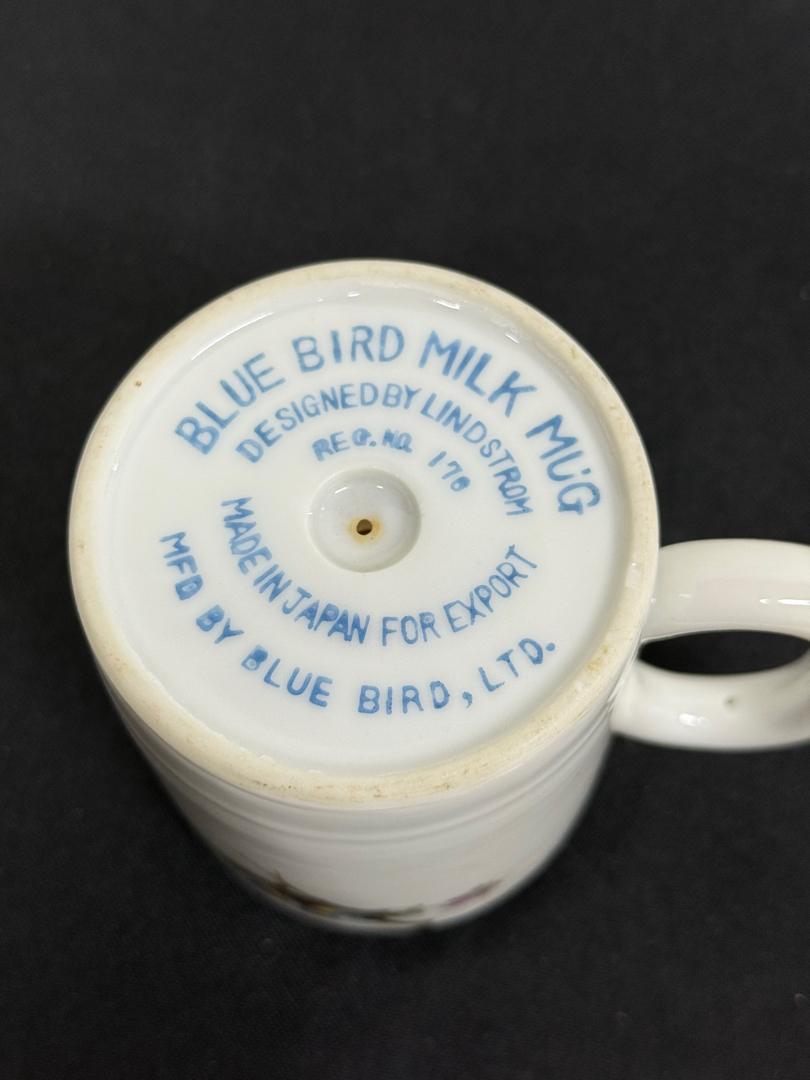 BLUE BIRD MILK MUG
DESIGNED BY LINDSTROM
REG. NO. 170
MADE IN JAPAN FOR EXPORT
MFD BY BLUE BIRD, LTD.